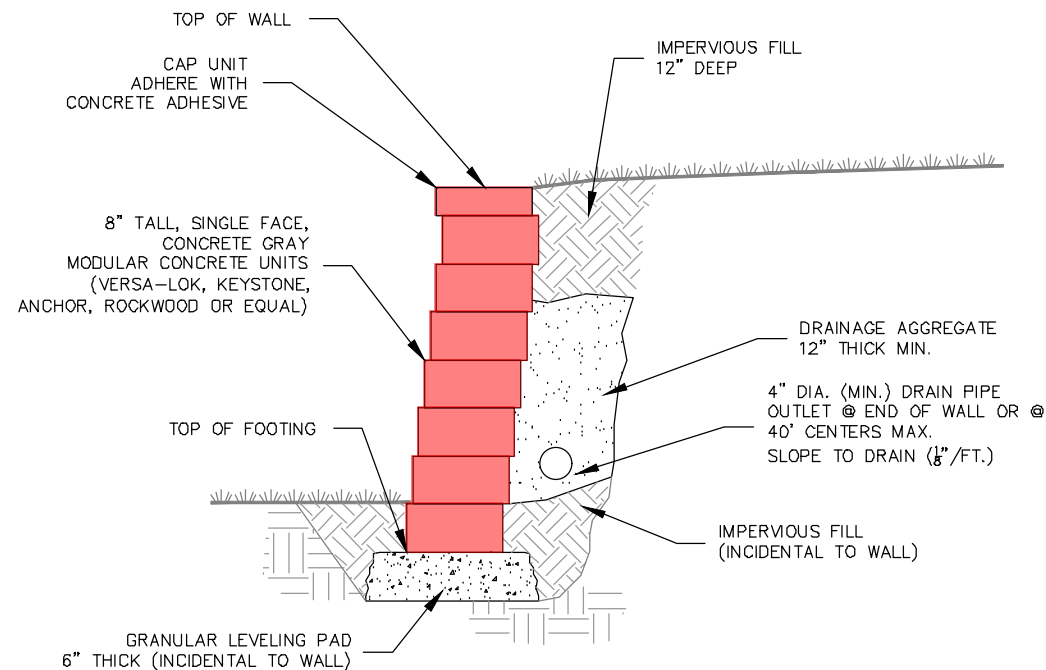 TOP OF WALL
CAP UNIT
ADHERE WITH
CONCRETE ADHESIVE
IMPERVIOUS FILL
12" DEEP
8" TALL, SINGLE FACE,
CONCRETE GRAY
MODULAR CONCRETE UNITS
(VERSA-LOK, KEYSTONE,
ANCHOR, ROCKWOOD OR EQUAL)
DRAINAGE AGGREGATE
12" THICK MIN.
4" DIA. (MIN.) DRAIN PIPE
OUTLET @ END OF WALL OR @
40' CENTERS MAX.
SLOPE TO DRAIN (1/8"/FT.)
TOP OF FOOTING
IMPERVIOUS FILL
(INCIDENTAL TO WALL)
GRANULAR LEVELING PAD
6" THICK (INCIDENTAL TO WALL)